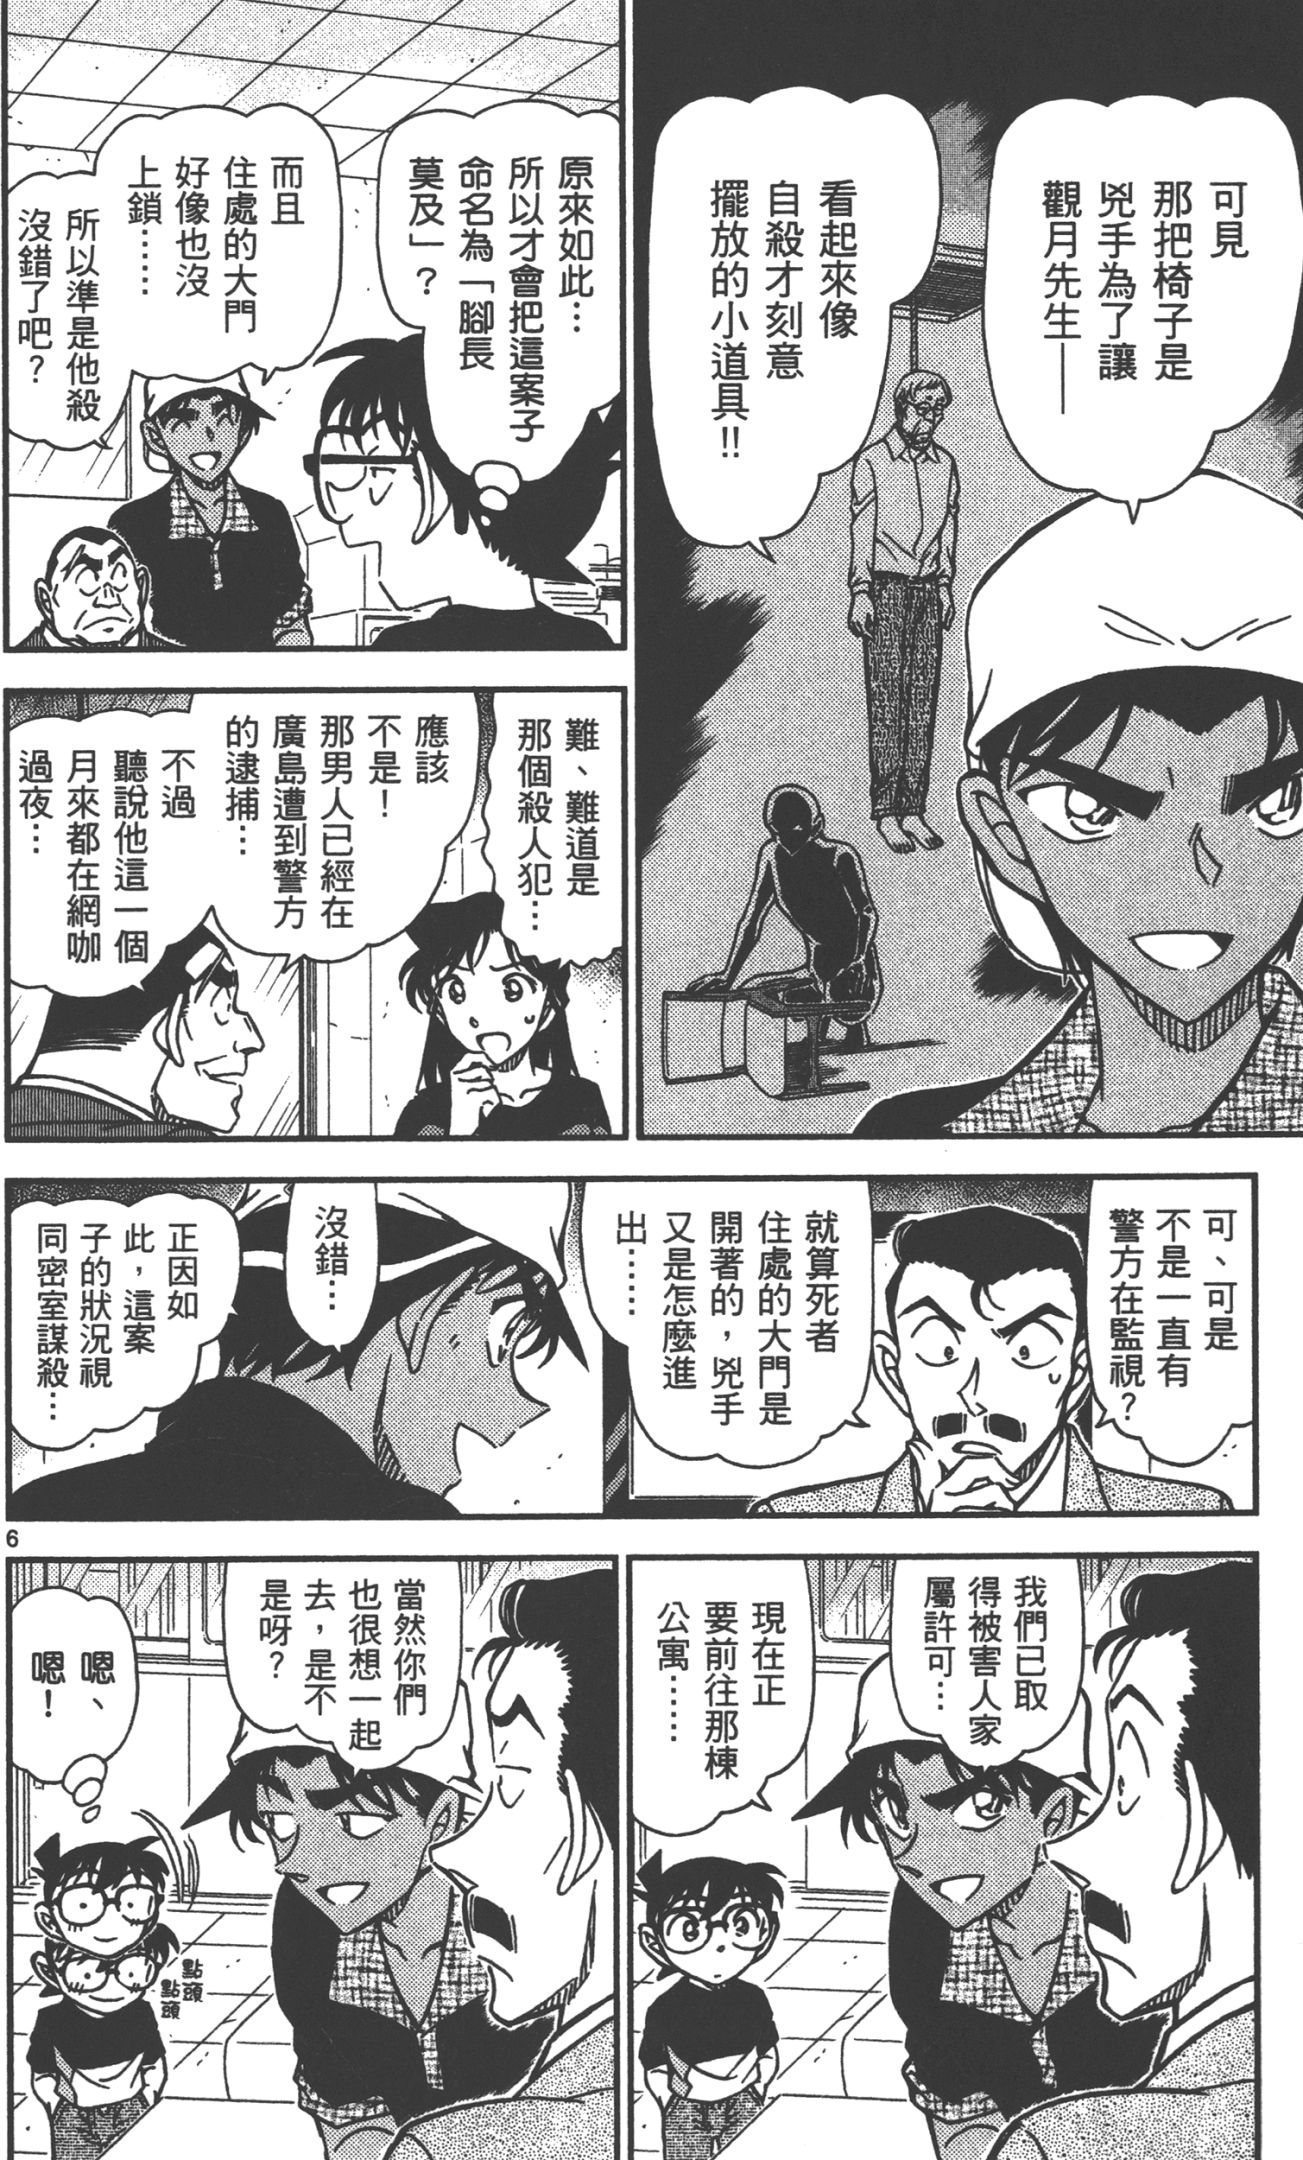 可見
那把椅子是
兇手為了讓
觀月先生——
看起來像
自殺才刻意
擺放的小道具!!
原來如此…
所以才會把這案子
命名為「腳長
莫及」？
而且
住處的大門
好像也沒
上鎖……
所以準是他殺
沒錯了吧？
難、難道是
那個殺人犯…
應該
不是！
那男人已經在
廣島遭到警方
的逮捕…
不過
聽說他這一個
月來都在網咖
過夜…
可、可是
不是一直有
警方在監視？
就算死者
住處的大門是
開著的，兇手
又是怎麼進
出……
沒錯…
正因如
此，這案
子的狀況視
同密室謀殺…
6
我們已取
得被害人家
屬許可…
現在正
要前往那棟
公寓……
當然你們
也很想一起
去，是不
是呀？
嗯、
嗯！
點頭
點頭